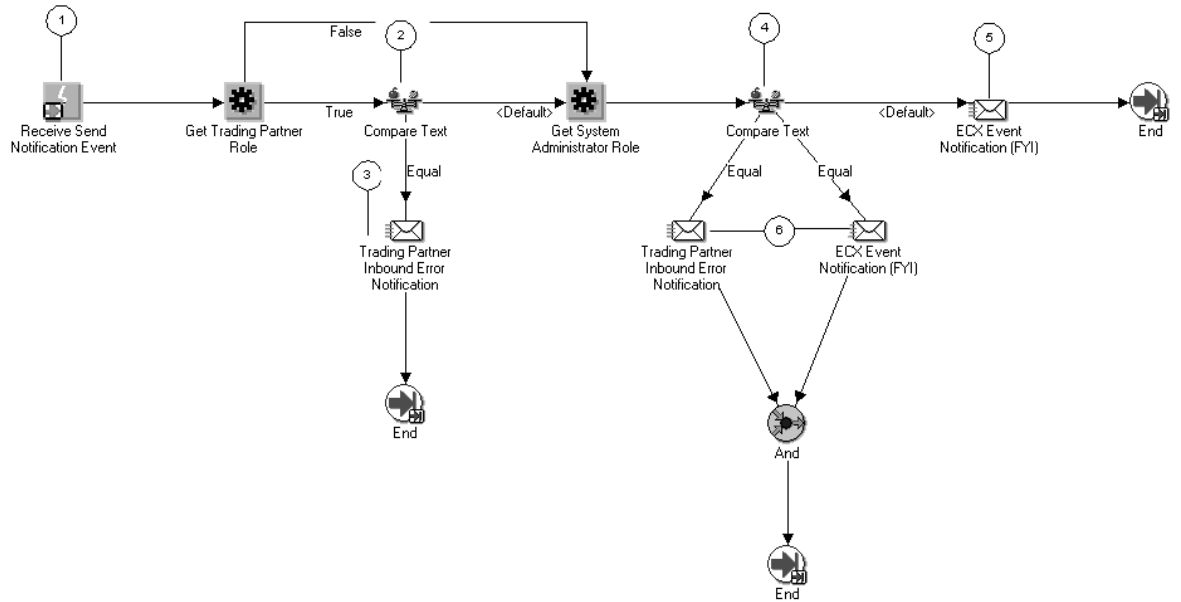 1
2
4
5
False
True
<Default>
<Default>
Receive Send
Notification Event
Get Trading Partner
Role
Compare Text
Get System
Administrator Role
Compare Text
ECX Event
Notification (FYI)
End
3
Equal
Equal
Equal
6
Trading Partner
Inbound Error
Notification
Trading Partner
Inbound Error
Notification
ECX Event
Notification (FYI)
End
And
End